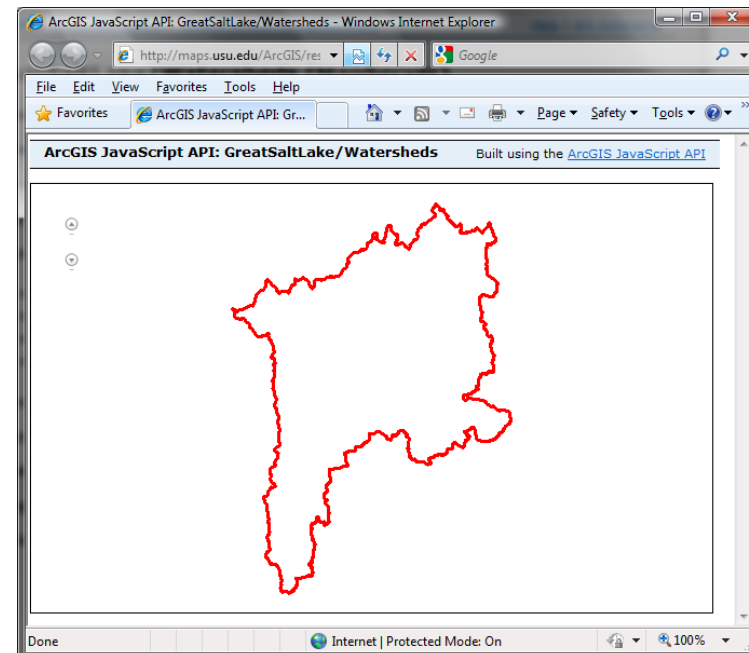 ArcGIS JavaScript API: GreatSaltLake/Watersheds - Windows Internet Explorer
http://maps.usu.edu/ArcGIS/res Google
File Edit View Favorites Tools Help
Favorites ArcGIS JavaScript API: Gr... Page Safety Tools
ArcGIS JavaScript API: GreatSaltLake/Watersheds Built using the ArcGIS JavaScript API
Done Internet | Protected Mode: On 100%